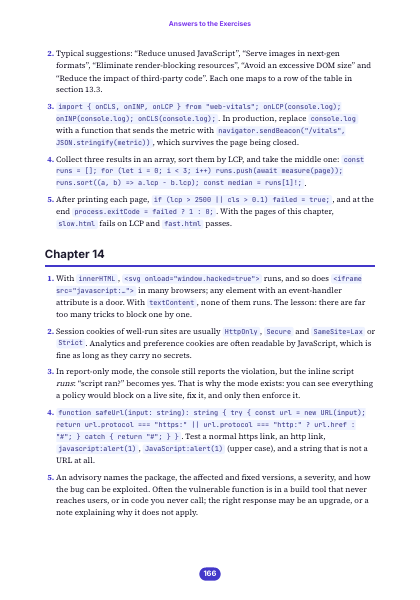 Answers to the Exercises
2. Typical suggestions: “Reduce unused JavaScript”, “Serve images in next-gen
formats”, “Eliminate render-blocking resources”, “Avoid an excessive DOM size” and
“Reduce the impact of third-party code”. Each one maps to a row of the table in
section 13.3.
3. import { onCLS, onINP, onLCP } from "web-vitals"; onLCP(console.log);
onINP(console.log); onCLS(console.log);. In production, replace console.log
with a function that sends the metric with navigator.sendBeacon("/vitals",
JSON.stringify(metric)), which survives the page being closed.
4. Collect three results in an array, sort them by LCP, and take the middle one: const
runs = []; for (let i = 0; i < 3; i++) runs.push(await measure(page));
runs.sort((a, b) => a.lcp - b.lcp); const median = runs[1]!;.
5. After printing each page, if (lcp > 2500 || cls > 0.1) failed = true;, and at the
end process.exitCode = failed ? 1 : 0;. With the pages of this chapter,
slow.html fails on LCP and fast.html passes.
Chapter 14
1. With innerHTML, <svg onload="window.hacked=true"> runs, and so does <iframe
src="javascript:…"> in many browsers; any element with an event-handler
attribute is a door. With textContent, none of them runs. The lesson: there are far
too many tricks to block one by one.
2. Session cookies of well-run sites are usually HttpOnly, Secure and SameSite=Lax or
Strict. Analytics and preference cookies are often readable by JavaScript, which is
fine as long as they carry no secrets.
3. In report-only mode, the console still reports the violation, but the inline script
runs: “script ran?” becomes yes. That is why the mode exists: you can see everything
a policy would block on a live site, fix it, and only then enforce it.
4. function safeUrl(input: string): string { try { const url = new URL(input);
return url.protocol === "https:" || url.protocol === "http:" ? url.href :
"#"; } catch { return "#"; } }. Test a normal https link, an http link,
javascript:alert(1), JavaScript:alert(1) (upper case), and a string that is not a
URL at all.
5. An advisory names the package, the affected and fixed versions, a severity, and how
the bug can be exploited. Often the vulnerable function is in a build tool that never
reaches users, or in code you never call; the right response may be an upgrade, or a
note explaining why it does not apply.
166